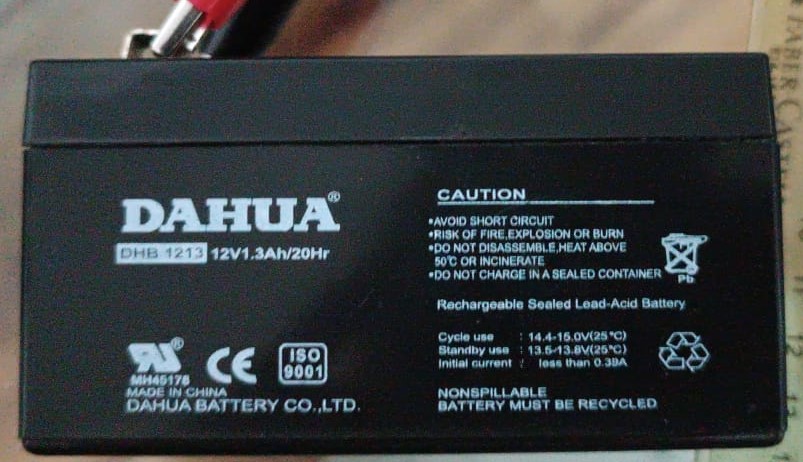 DAHUA®
DHB 1213 12V1.3Ah/20Hr
CAUTION
•AVOID SHORT CIRCUIT
•RISK OF FIRE,EXPLOSION OR BURN
•DO NOT DISASSEMBLE,HEAT ABOVE
50℃ OR INCINERATE
•DO NOT CHARGE IN A SEALED CONTAINER
Pb
Rechargeable Sealed Lead-Acid Battery
Cycle use : 14.4-15.0V(25℃)
Standby use : 13.5-13.8V(25℃)
Initial current : less than 0.39A
NONSPILLABLE
BATTERY MUST BE RECYCLED
®
MH45176
CE
ISO
9001
MADE IN CHINA
DAHUA BATTERY CO.,LTD.
FABER CASTELL
12